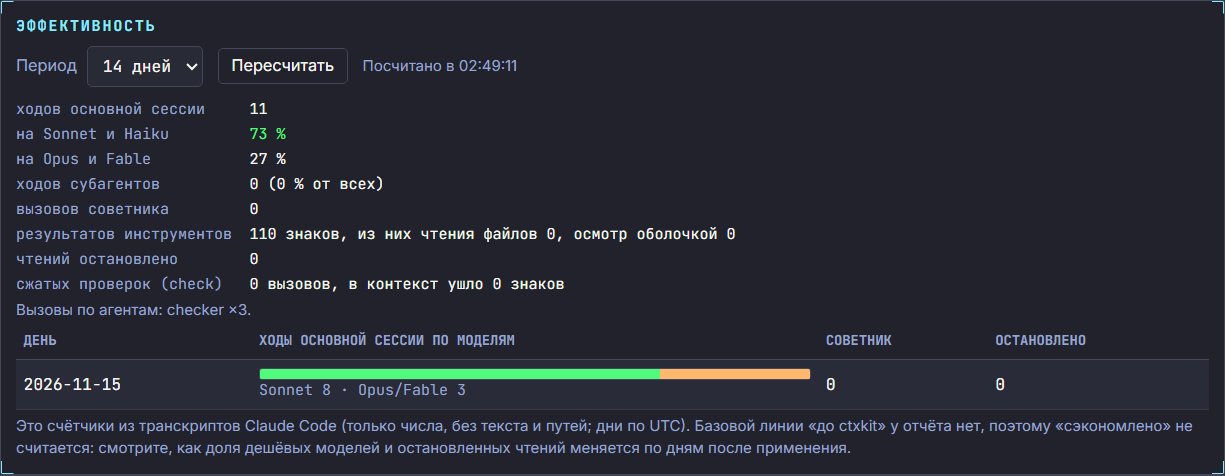 ЭФФЕКТИВНОСТЬ
Период 14 дней Пересчитать Посчитано в 02:49:11
ходов основной сессии 11
на Sonnet и Haiku 73 %
на Opus и Fable 27 %
ходов субагентов 0 (0 % от всех)
вызовов советника 0
результатов инструментов 110 знаков, из них чтения файлов 0, осмотр оболочкой 0
чтений остановлено 0
сжатых проверок (check) 0 вызовов, в контекст ушло 0 знаков
Вызовы по агентам: checker ×3.
ДЕНЬ ХОДЫ ОСНОВНОЙ СЕССИИ ПО МОДЕЛЯМ СОВЕТНИК ОСТАНОВЛЕНО
2026-11-15 0 0
Sonnet 8 · Opus/Fable 3
Это счётчики из транскриптов Claude Code (только числа, без текста и путей; дни по UTC). Базовой линии «до ctxkit» у отчёта нет, поэтому «сэкономлено» не
считается: смотрите, как доля дешёвых моделей и остановленных чтений меняется по дням после применения.